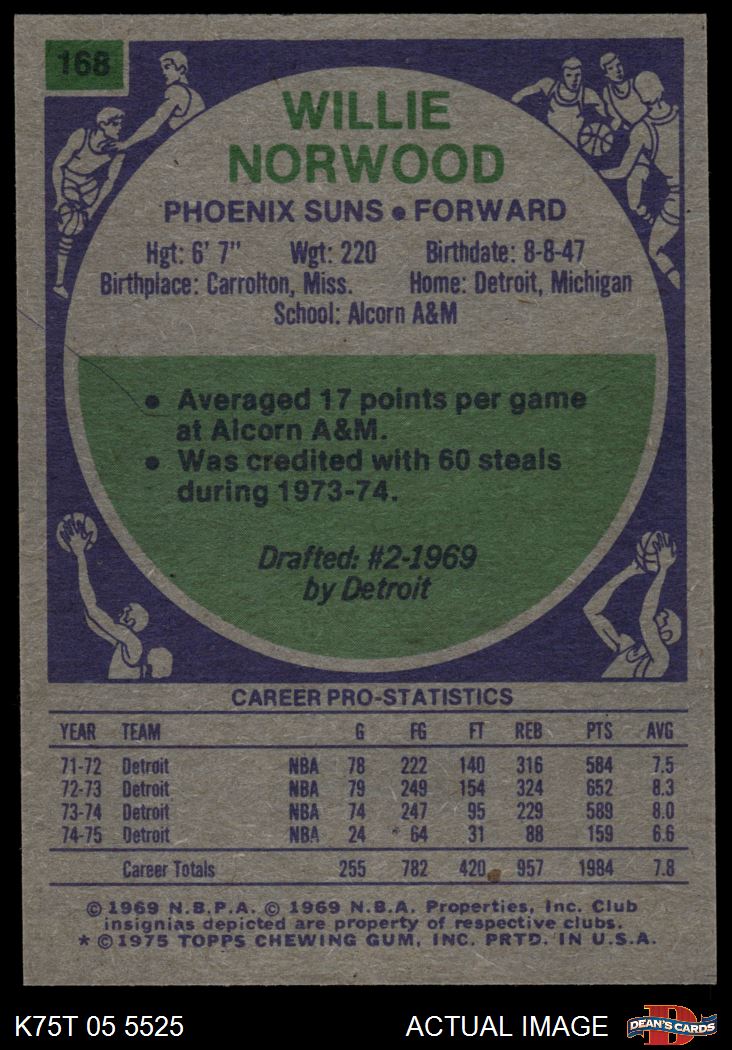 168
WILLIE
NORWOOD
PHOENIX SUNS • FORWARD
Hgt: 6' 7" Wgt: 220 Birthdate: 8-8-47
Birthplace: Carrolton, Miss. Home: Detroit, Michigan
School: Alcorn A&M
• Averaged 17 points per game
at Alcorn A&M.
• Was credited with 60 steals
during 1973-74.
Drafted: #2-1969
by Detroit
CAREER PRO-STATISTICS
YEAR TEAM G FG FT REB PTS AVG
71-72 Detroit NBA 78 222 140 316 584 7.5
72-73 Detroit NBA 79 249 154 324 652 8.3
73-74 Detroit NBA 74 247 95 229 589 8.0
74-75 Detroit NBA 24 64 31 88 159 6.6
Career Totals 255 782 420 957 1984 7.8
© 1969 N.B.P.A. © 1969 N.B.A. Properties, Inc. Club
insignias depicted are property of respective clubs.
* © 1975 TOPPS CHEWING GUM, INC. PRTD. IN U.S.A.
K75T 05 5525 ACTUAL IMAGE
D
DEAN'S CARDS